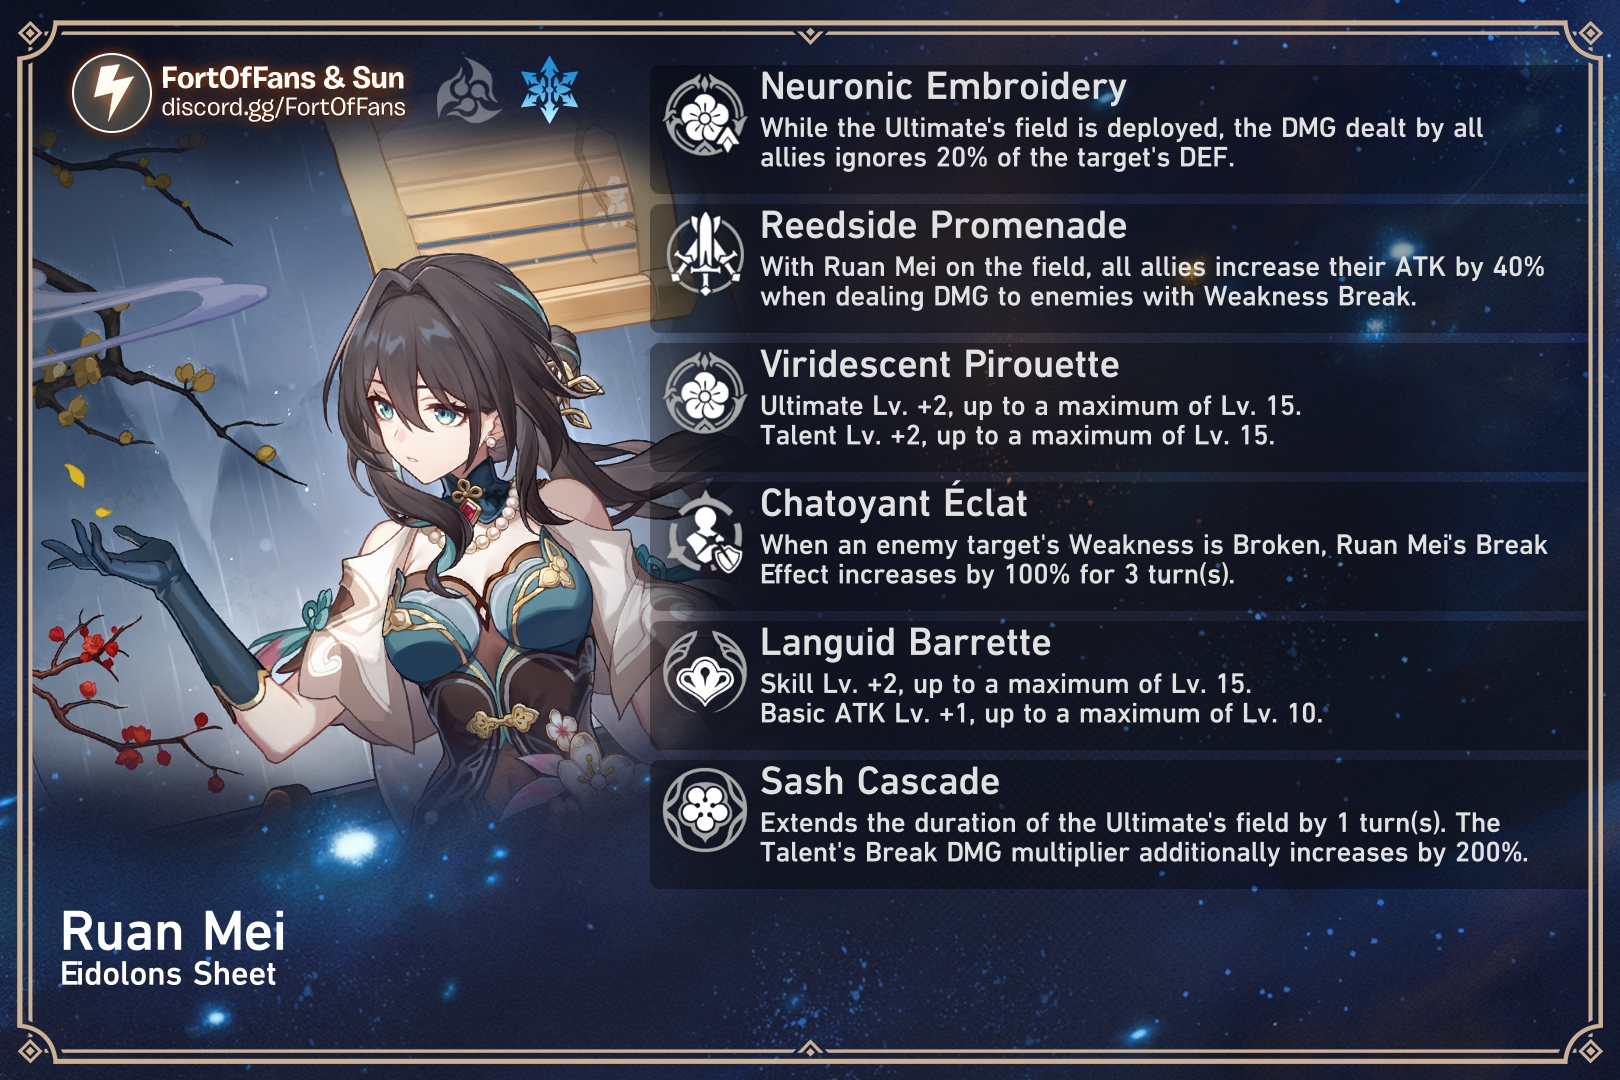 FortOfFans & Sun
discord.gg/FortOfFans
Neuronic Embroidery
While the Ultimate's field is deployed, the DMG dealt by all
allies ignores 20% of the target's DEF.
Reedside Promenade
With Ruan Mei on the field, all allies increase their ATK by 40%
when dealing DMG to enemies with Weakness Break.
Viridescent Pirouette
Ultimate Lv. +2, up to a maximum of Lv. 15.
Talent Lv. +2, up to a maximum of Lv. 15.
Chatoyant Éclat
When an enemy target's Weakness is Broken, Ruan Mei's Break
Effect increases by 100% for 3 turn(s).
Languid Barrette
Skill Lv. +2, up to a maximum of Lv. 15.
Basic ATK Lv. +1, up to a maximum of Lv. 10.
Sash Cascade
Extends the duration of the Ultimate's field by 1 turn(s). The
Talent's Break DMG multiplier additionally increases by 200%.
Ruan Mei
Eidolons Sheet